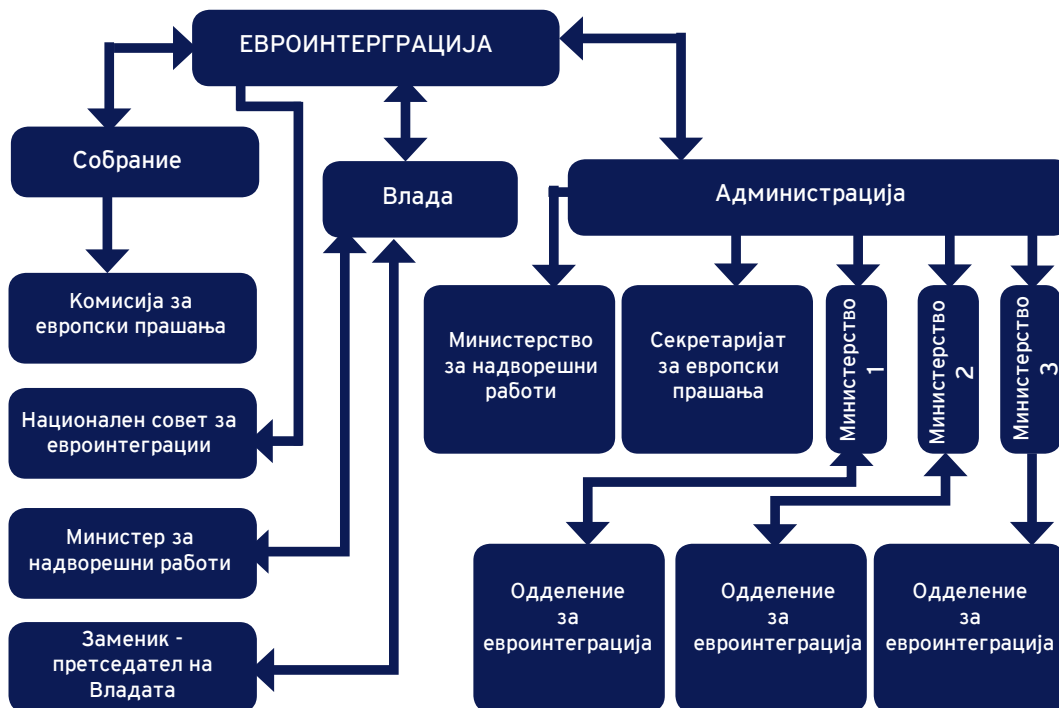 ЕВРОИНТЕРГРАЦИЈА
Собрание
Влада
Администрација
Комисија за
европски прашања
Национален совет за
евроинтеграции
Министер за
надворешни работи
Заменик -
претседател на
Владата
Министерство
за надворешни
работи
Секретаријат
за европски
прашања
Министерство
1
Министерство
2
Министерство
3
Одделение
за
евроинтеграција
Одделение
за
евроинтеграција
Одделение
за
евроинтеграција